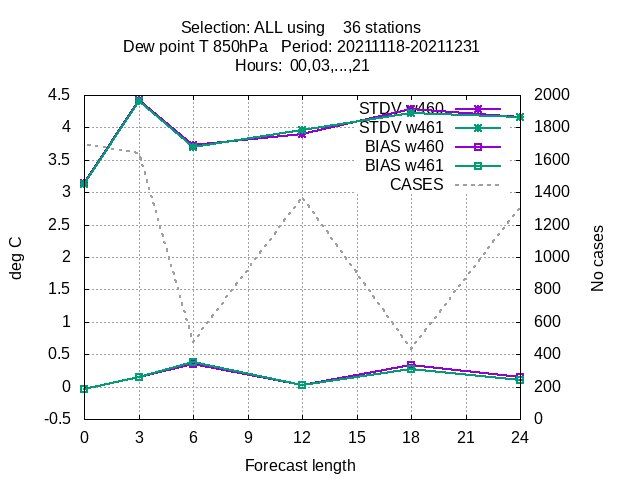 Selection: ALL using    36 stations
Dew point T 850hPa   Period: 20211118-20211231
Hours:  00,03,...,21
4.5
4
3.5
3
2.5
2
1.5
1
0.5
0
-0.5
deg C
STDV w460
STDV w461
BIAS w460
BIAS w461
CASES
2000
1800
1600
1400
1200
1000
800
600
400
200
0
No cases
0 3 6 9 12 15 18 21 24
Forecast length